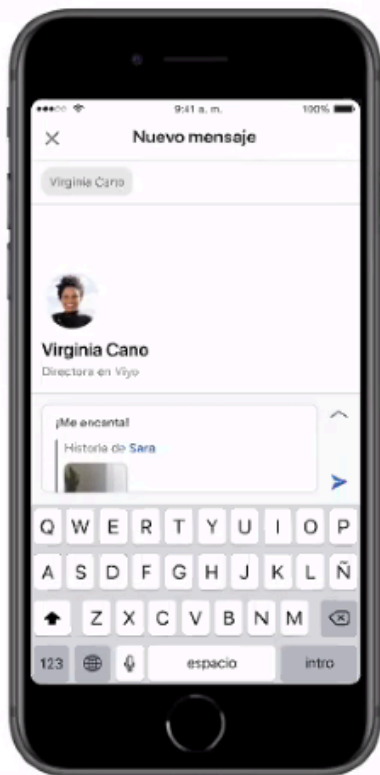 9:41 a. m.
100%
Nuevo mensaje
Virginia Cano
Virginia Cano
Directora en Viyo
¡Me encanta!
Historia de Sara
Q W E R T Y U I O P
A S D F G H J K L Ñ
Z X C V B N M
123 espacio intro